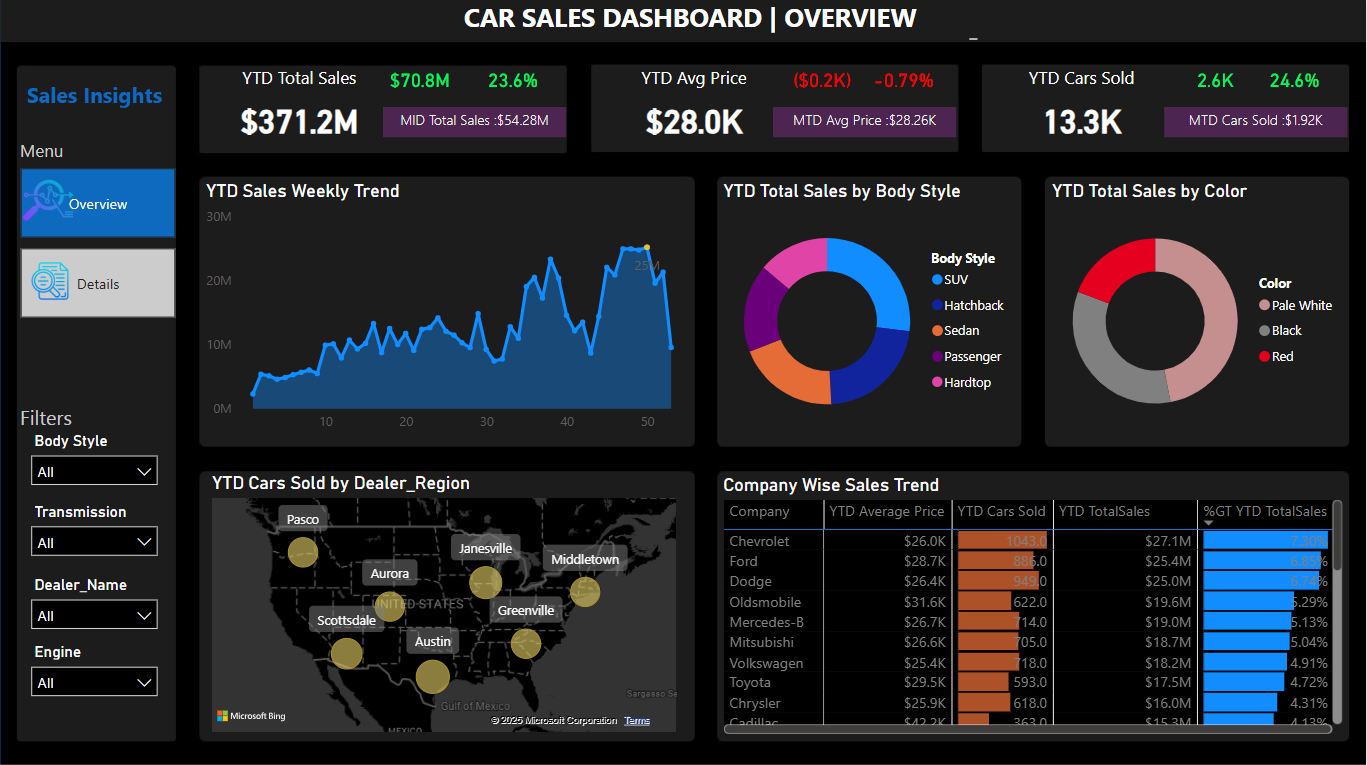 CAR SALES DASHBOARD | OVERVIEW
Sales Insights
Menu
Overview
Details
Filters
Body Style
All
Transmission
All
Dealer_Name
All
Engine
All
YTD Total Sales $70.8M 23.6%
$371.2M MID Total Sales :$54.28M
YTD Avg Price ($0.2K) -0.79%
$28.0K MTD Avg Price :$28.26K
YTD Cars Sold 2.6K 24.6%
13.3K MTD Cars Sold :$1.92K
YTD Sales Weekly Trend
30M
20M
10M
0M
25M
10 20 30 40 50
YTD Total Sales by Body Style
Body Style
SUV
Hatchback
Sedan
Passenger
Hardtop
YTD Total Sales by Color
Color
Pale White
Black
Red
YTD Cars Sold by Dealer_Region
Pasco
Janesville
Middletown
Aurora
UNITED STATES
Greenville
Scottsdale
Austin
Sargasso Se
Gulf of Mexico
Microsoft Bing
© 2025 Microsoft Corporation Terms
MEXICO
Company Wise Sales Trend
Company YTD Average Price YTD Cars Sold YTD TotalSales %GT YTD TotalSales
Chevrolet $26.0K 1043.0 $27.1M 7.30%
Ford $28.7K 886.0 $25.4M 6.85%
Dodge $26.4K 949.0 $25.0M 6.74%
Oldsmobile $31.6K 622.0 $19.6M 5.29%
Mercedes-B $26.7K 714.0 $19.0M 5.13%
Mitsubishi $26.6K 705.0 $18.7M 5.04%
Volkswagen $25.4K 718.0 $18.2M 4.91%
Toyota $29.5K 593.0 $17.5M 4.72%
Chrysler $25.9K 618.0 $16.0M 4.31%
Cadillac $42.2K 363.0 $15.3M 4.13%